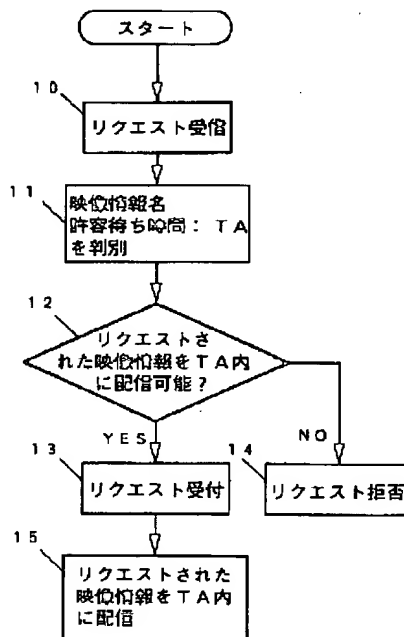 スタート
10
リクエスト受信
11
映像情報名
許容待ち時間：TA
を判別
12
リクエストさ
れた映像情報をTA内
に配信可能？
YES
NO
13
リクエスト受付
14
リクエスト拒否
15
リクエストされた
映像情報をTA内
に配信